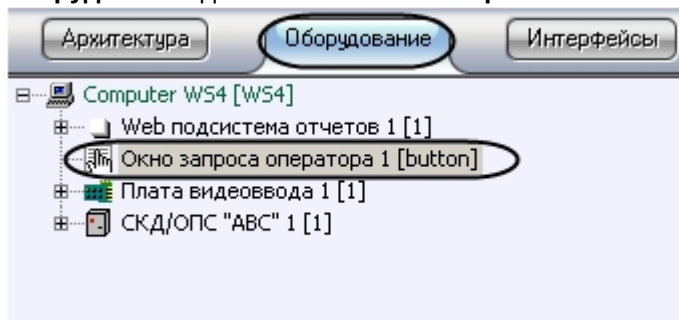 Архитектура Оборудование Интерфейсы
Computer WS4 [WS4]
Web подсистема отчетов 1 [1]
Окно запроса оператора 1 [button]
Плата видеоввода 1 [1]
СКД/ОПС "АВС" 1 [1]